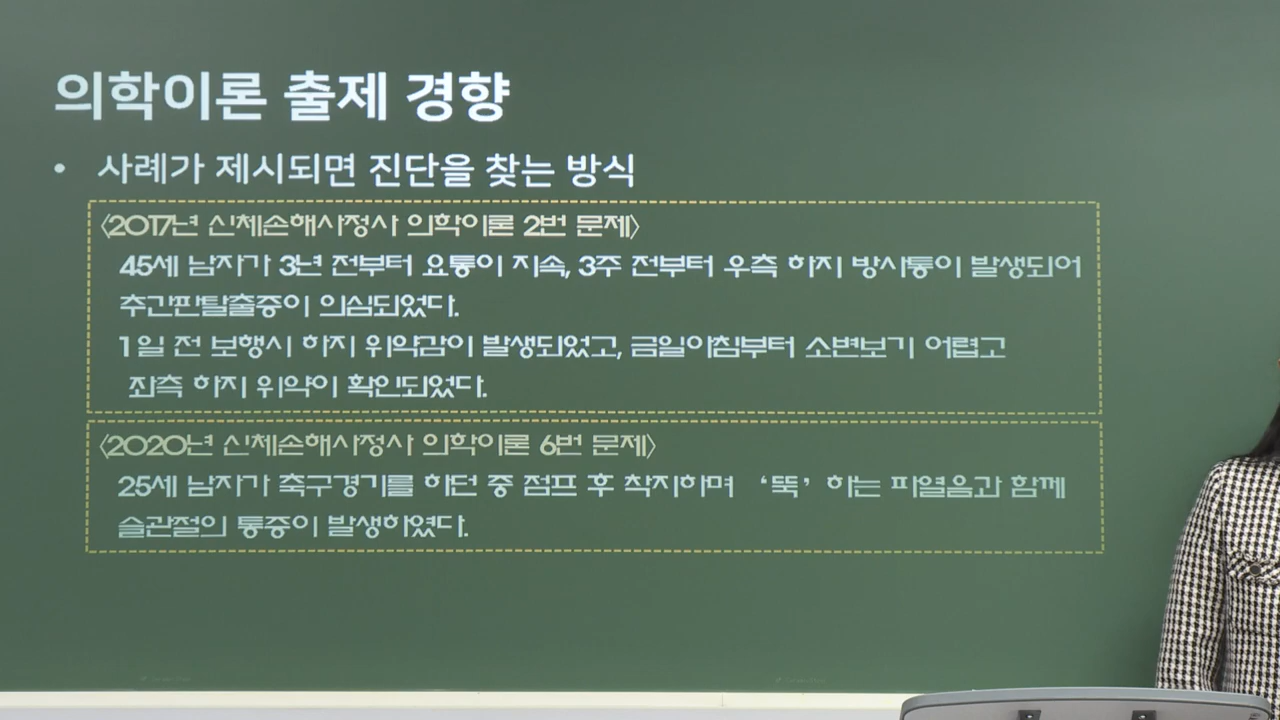 의학이론 출제 경향
• 사례가 제시되면 진단을 찾는 방식
〈2017년 신체손해사정사 의학이론 2번 문제〉
45세 남자가 3년 전부터 요통이 지속, 3주 전부터 우측 하지 방사통이 발생되어
추간판탈출증이 의심되었다.
1일 전 보행시 하지 위약감이 발생되었고, 금일아침부터 소변보기 어렵고
좌측 하지 위약이 확인되었다.
〈2020년 신체손해사정사 의학이론 6번 문제〉
25세 남자가 축구경기를 하던 중 점프 후 착지하며 ‘뚝’ 하는 파열음과 함께
슬관절의 통증이 발생하였다.